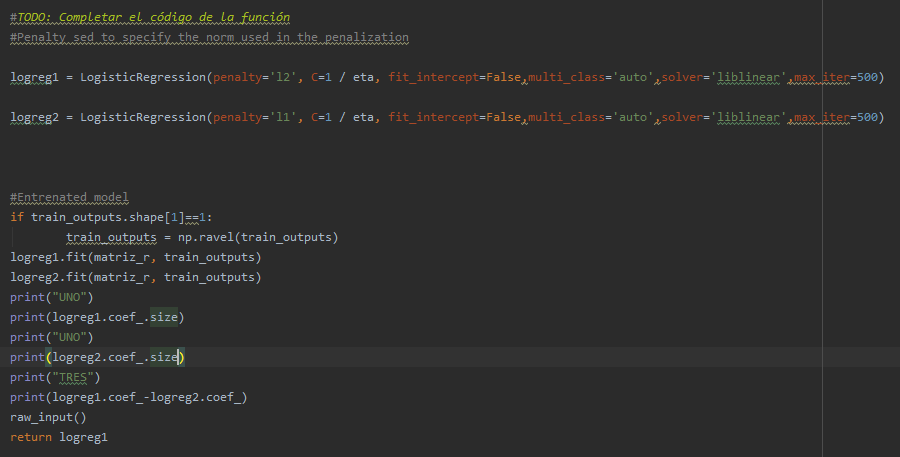 #TODO: Completar el código de la función
#Penalty sed to specify the norm used in the penalization
logreg1 = LogisticRegression(penalty='l2', C=1 / eta, fit_intercept=False,multi_class='auto',solver='liblinear',max_iter=500)
logreg2 = LogisticRegression(penalty='l1', C=1 / eta, fit_intercept=False,multi_class='auto',solver='liblinear',max_iter=500)
#Entrenated model
if train_outputs.shape[1]==1:
train_outputs = np.ravel(train_outputs)
logreg1.fit(matriz_r, train_outputs)
logreg2.fit(matriz_r, train_outputs)
print("UNO")
print(logreg1.coef_.size)
print("UNO")
print(logreg2.coef_.size)
print("TRES")
print(logreg1.coef_-logreg2.coef_)
raw_input()
return logreg1